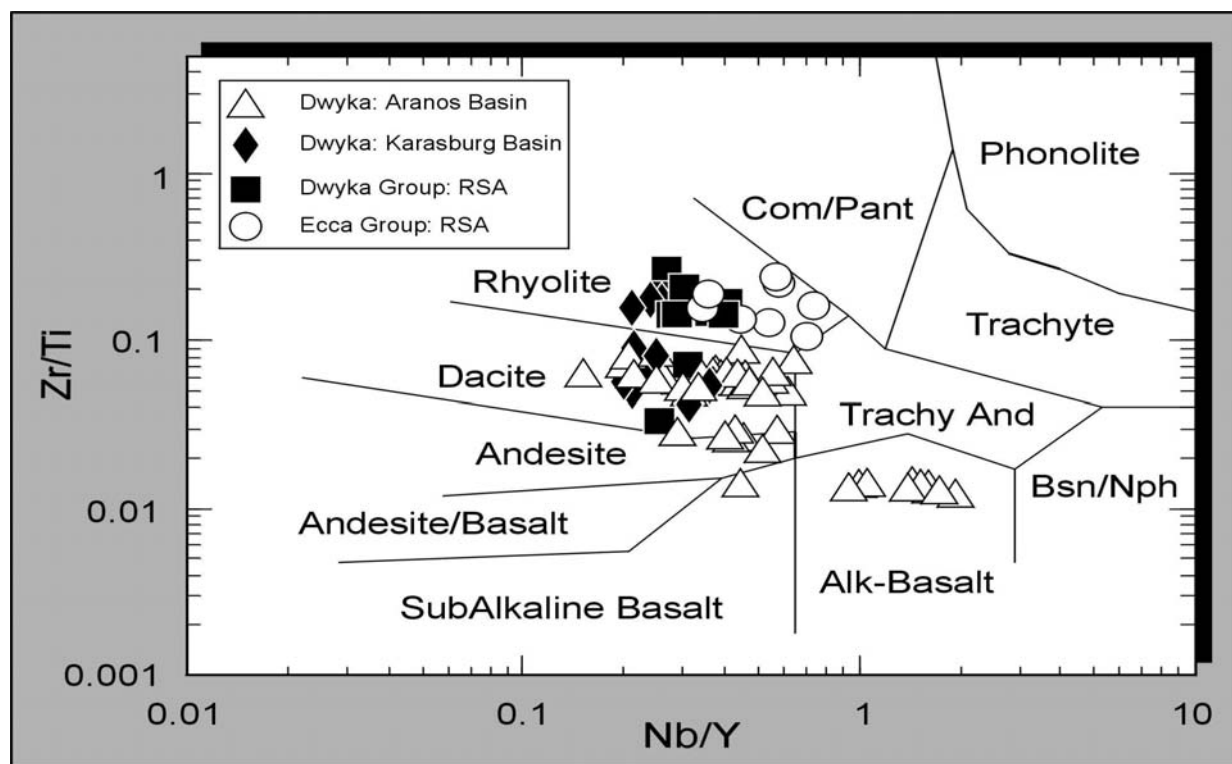 Dwyka: Aranos Basin
Dwyka: Karasburg Basin
Dwyka Group: RSA
Ecca Group: RSA
Phonolite
Com/Pant
Rhyolite
Trachyte
Dacite
Trachy And
Andesite
Bsn/Nph
Andesite/Basalt
Alk-Basalt
SubAlkaline Basalt
Zr/Ti
1
0.1
0.01
0.001
0.01
0.1
1
10
Nb/Y